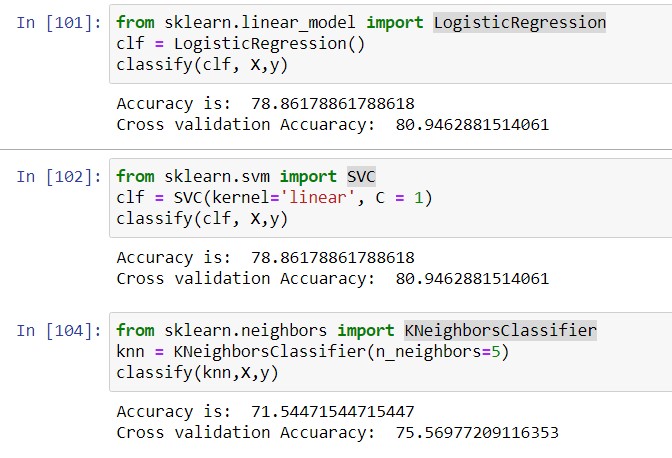 In [101]: from sklearn.linear_model import LogisticRegression
clf = LogisticRegression()
classify(clf, X,y)
Accuracy is:  78.86178861788618
Cross validation Accuaracy:  80.9462881514061
In [102]: from sklearn.svm import SVC
clf = SVC(kernel='linear', C = 1)
classify(clf, X,y)
Accuracy is:  78.86178861788618
Cross validation Accuaracy:  80.9462881514061
In [104]: from sklearn.neighbors import KNeighborsClassifier
knn = KNeighborsClassifier(n_neighbors=5)
classify(knn,X,y)
Accuracy is:  71.54471544715447
Cross validation Accuaracy:  75.56977209116353